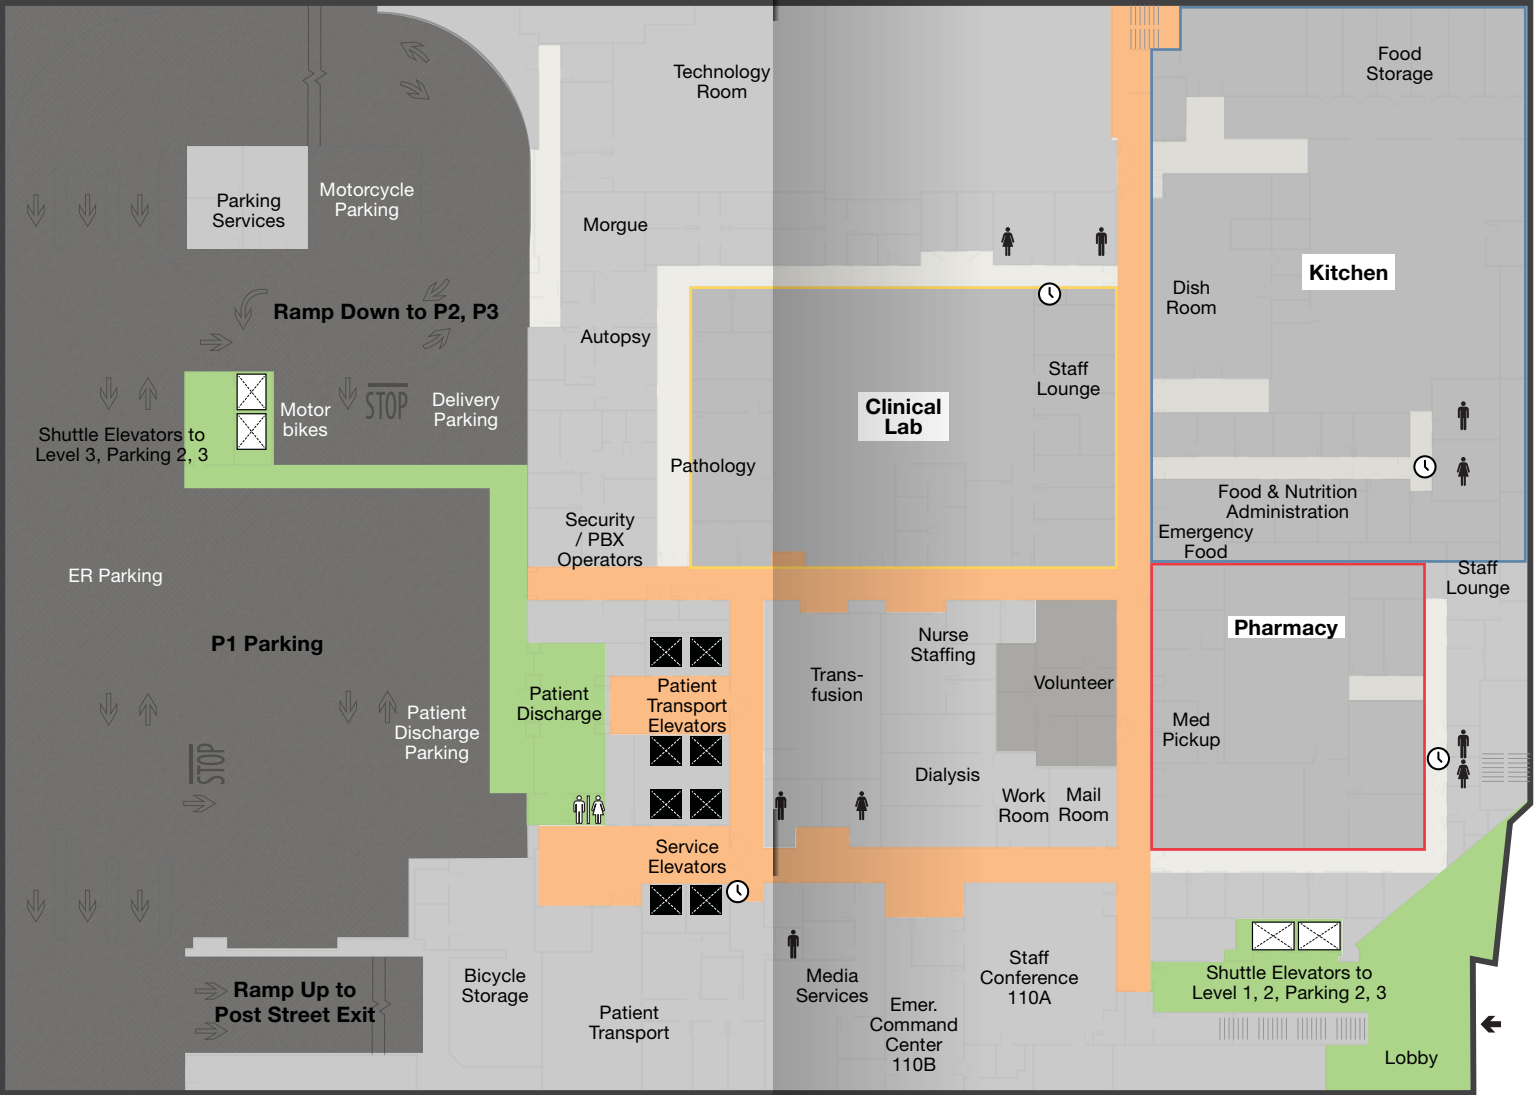 Technology
Room
Food
Storage
Parking
Services
Motorcycle
Parking
Morgue
Kitchen
Dish
Room
Ramp Down to P2, P3
Autopsy
Staff
Lounge
Clinical
Lab
STOP
Motor
bikes
Delivery
Parking
Shuttle Elevators to
Level 3, Parking 2, 3
Pathology
Food & Nutrition
Administration
Security
/ PBX
Operators
Emergency
Food
ER Parking
Staff
Lounge
P1 Parking
Nurse
Staffing
Pharmacy
Patient
Discharge
Patient
Transport
Elevators
Trans-
fusion
Volunteer
Patient
Discharge
Parking
Med
Pickup
STOP
Dialysis
Work
Room
Mail
Room
Service
Elevators
Ramp Up to
Post Street Exit
Bicycle
Storage
Patient
Transport
Media
Services
Emer.
Command
Center
110B
Staff
Conference
110A
Shuttle Elevators to
Level 1, 2, Parking 2, 3
Lobby